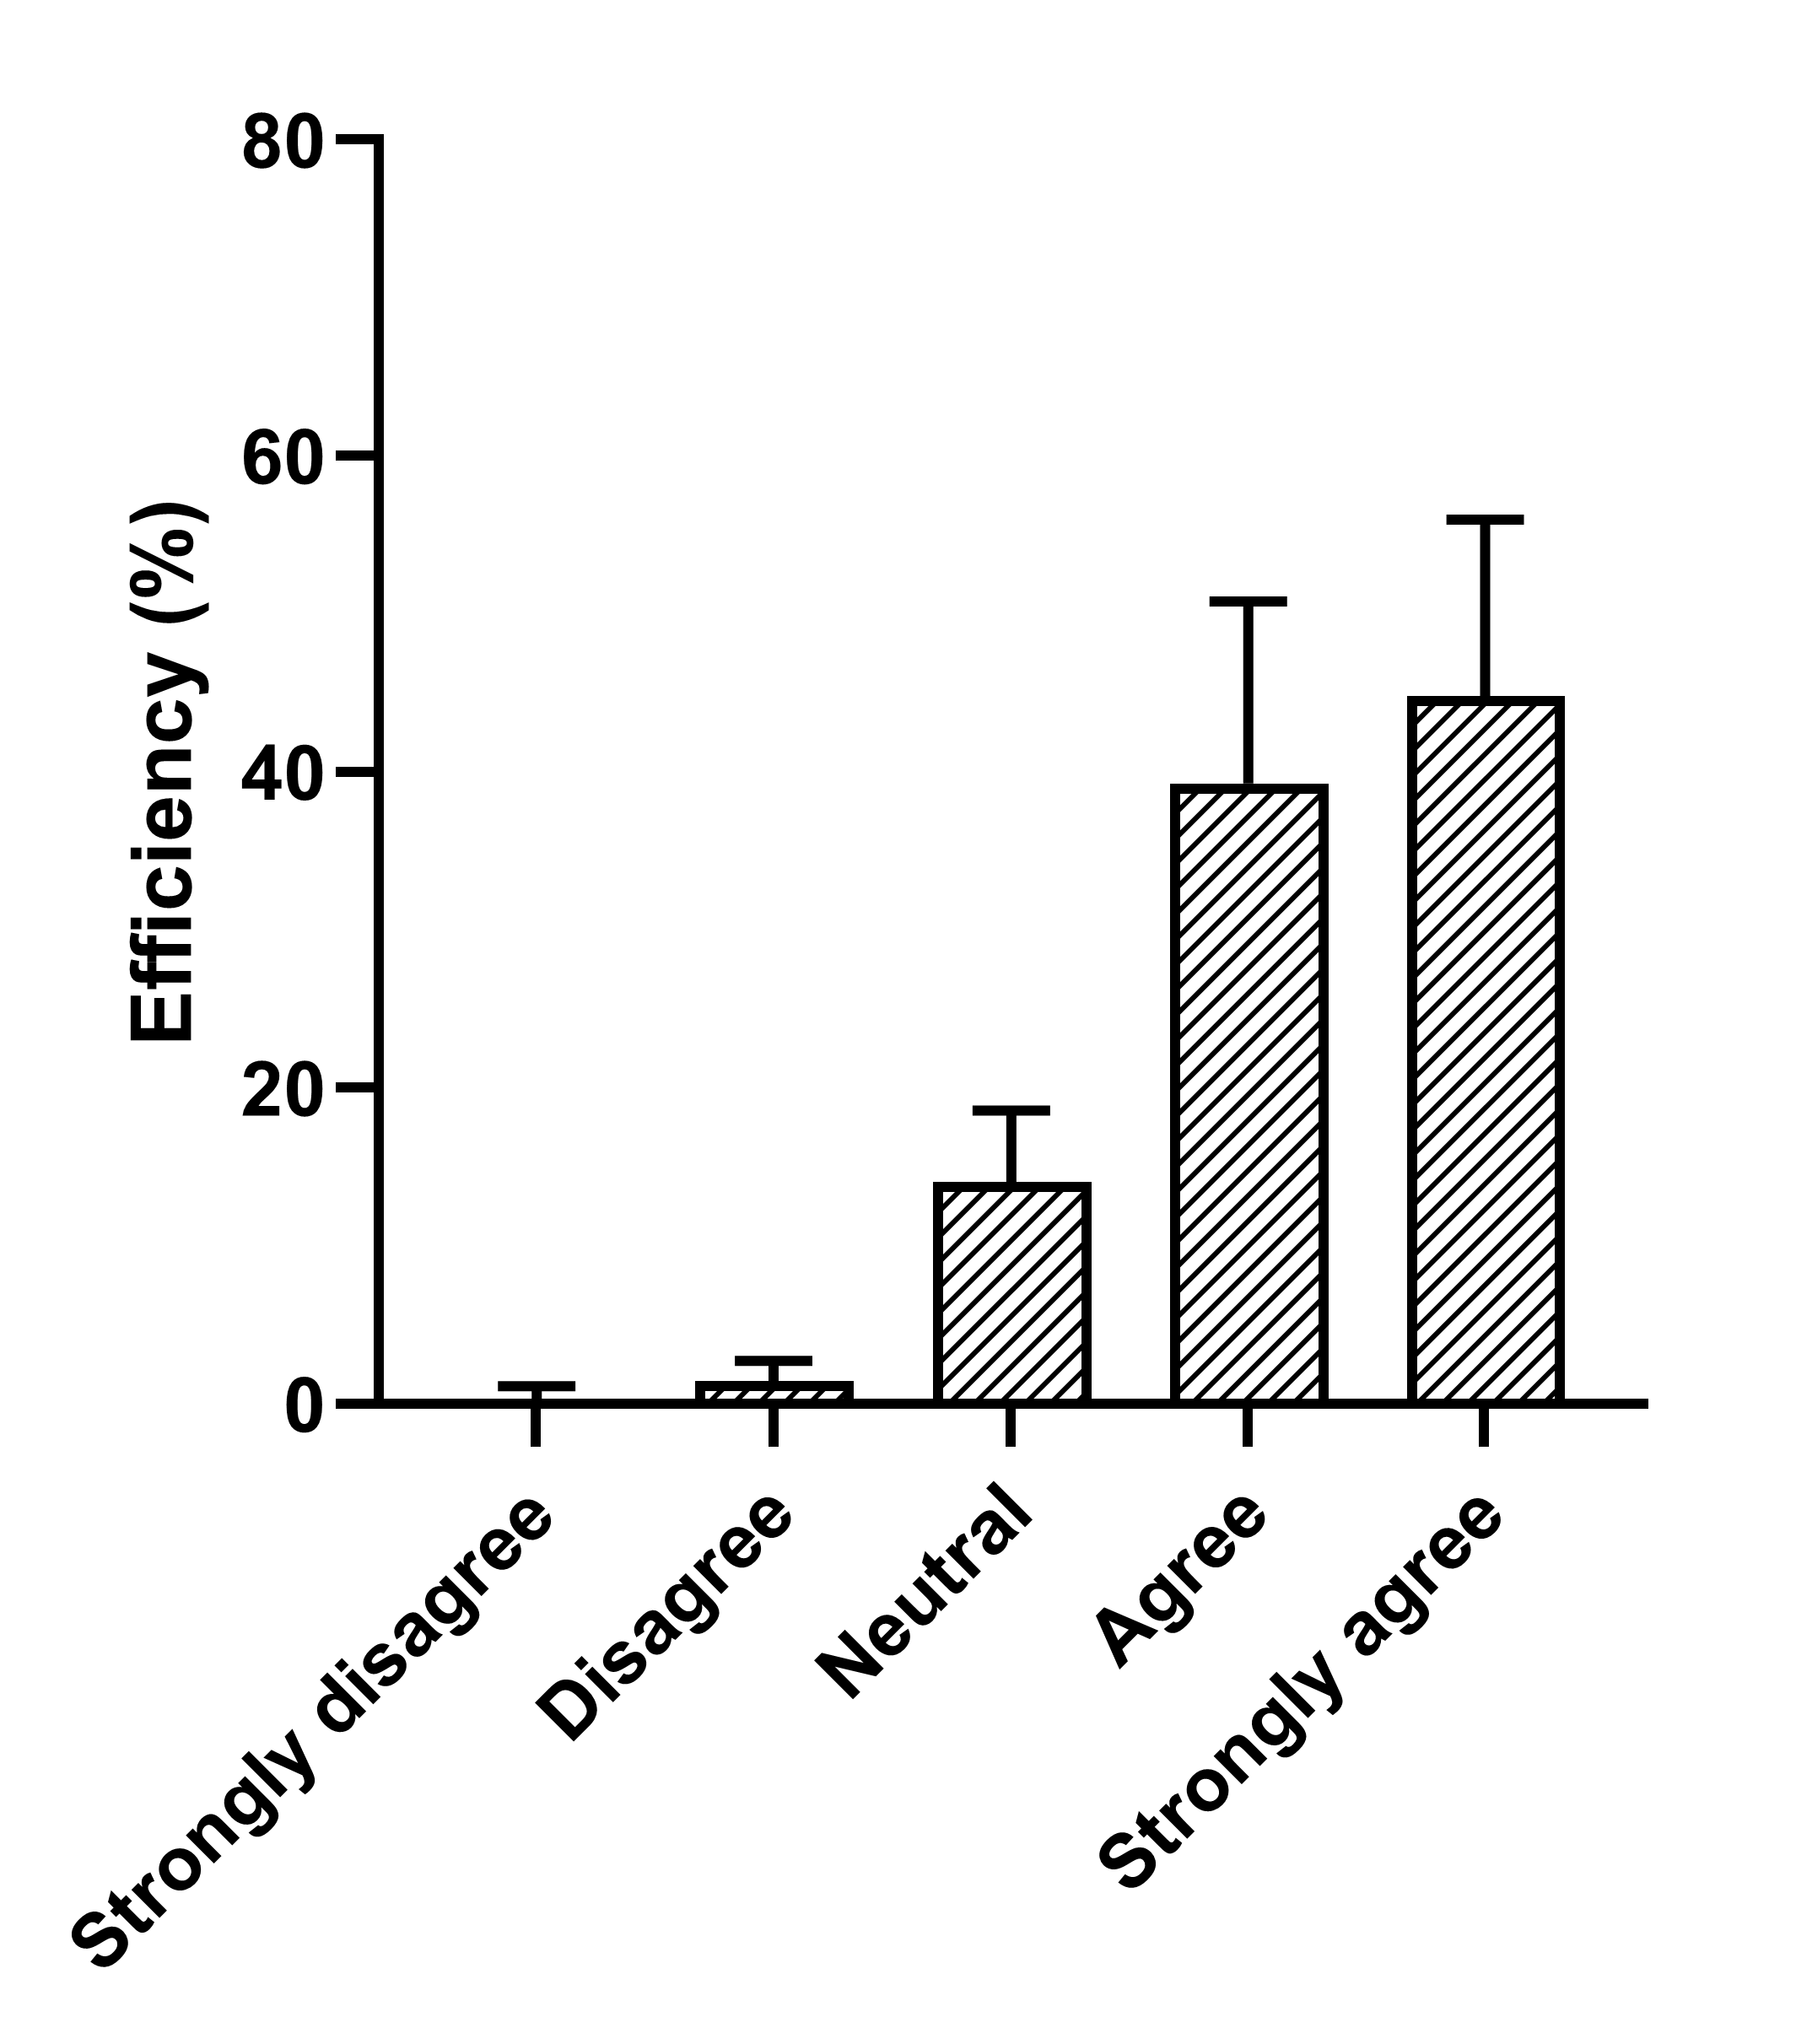 Efficiency (%)
80
60
40
20
0
Strongly disagree
Disagree
Neutral
Agree
Strongly agree